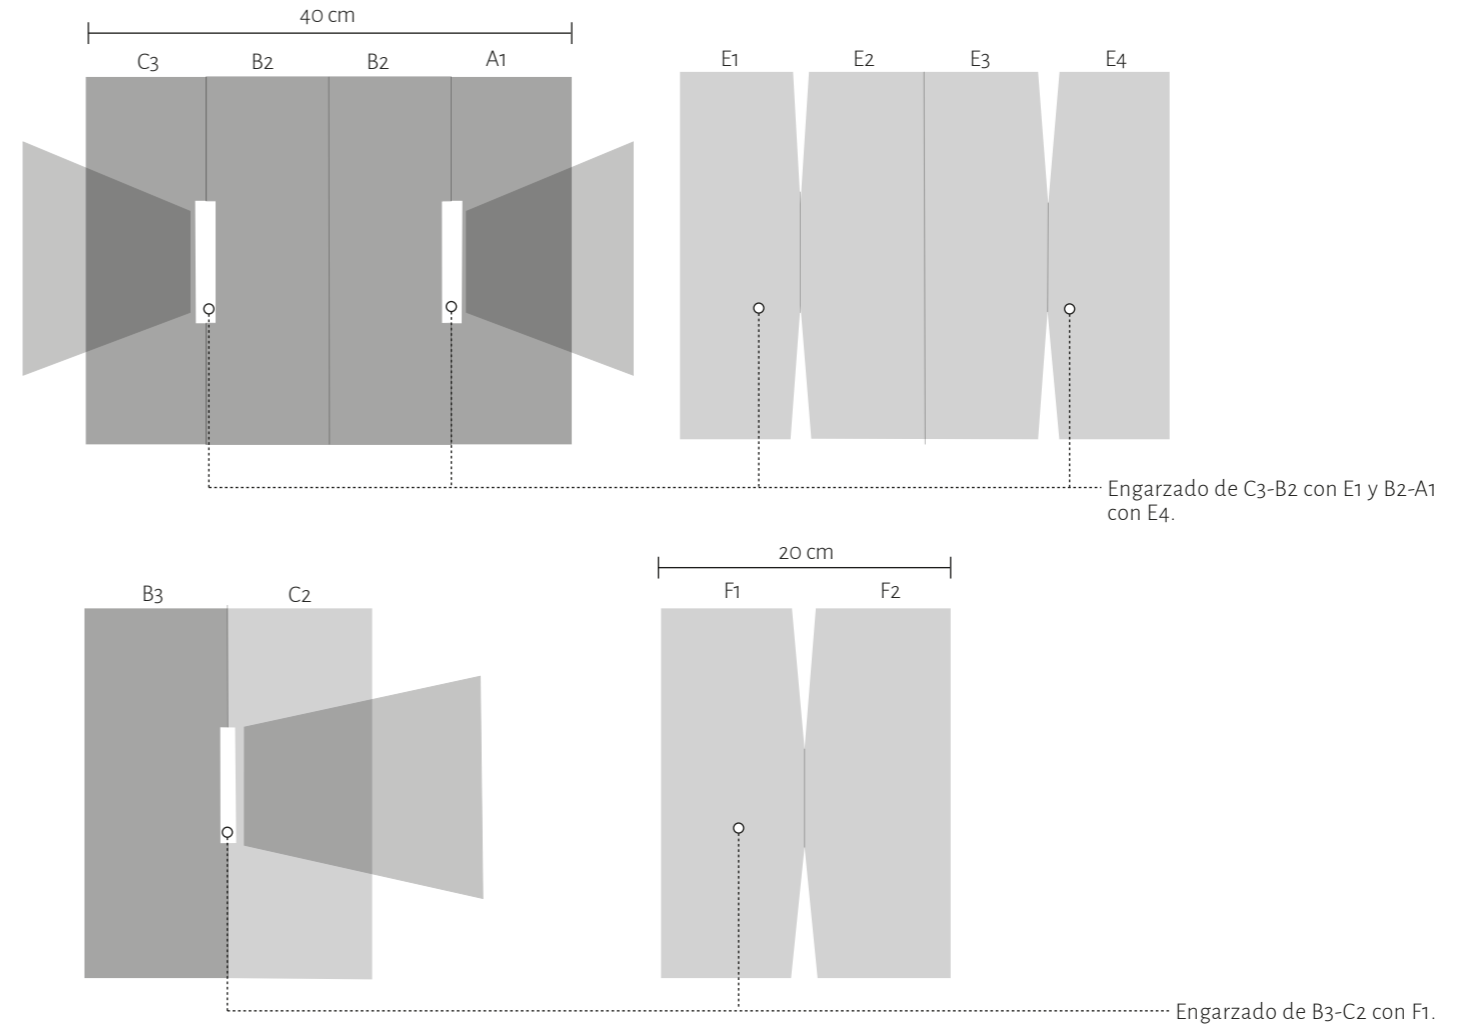 40 cm
C3 B2 B2 A1
E1 E2 E3 E4
Engarzado de C3-B2 con E1 y B2-A1
con E4.
20 cm
B3 C2
F1 F2
Engarzado de B3-C2 con F1.